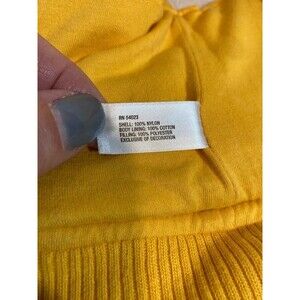 RN 54023
SHELL: 100% NYLON
BODY LINING: 100% COTTON
FILLING: 100% POLYESTER
EXCLUSIVE OF DECORATION